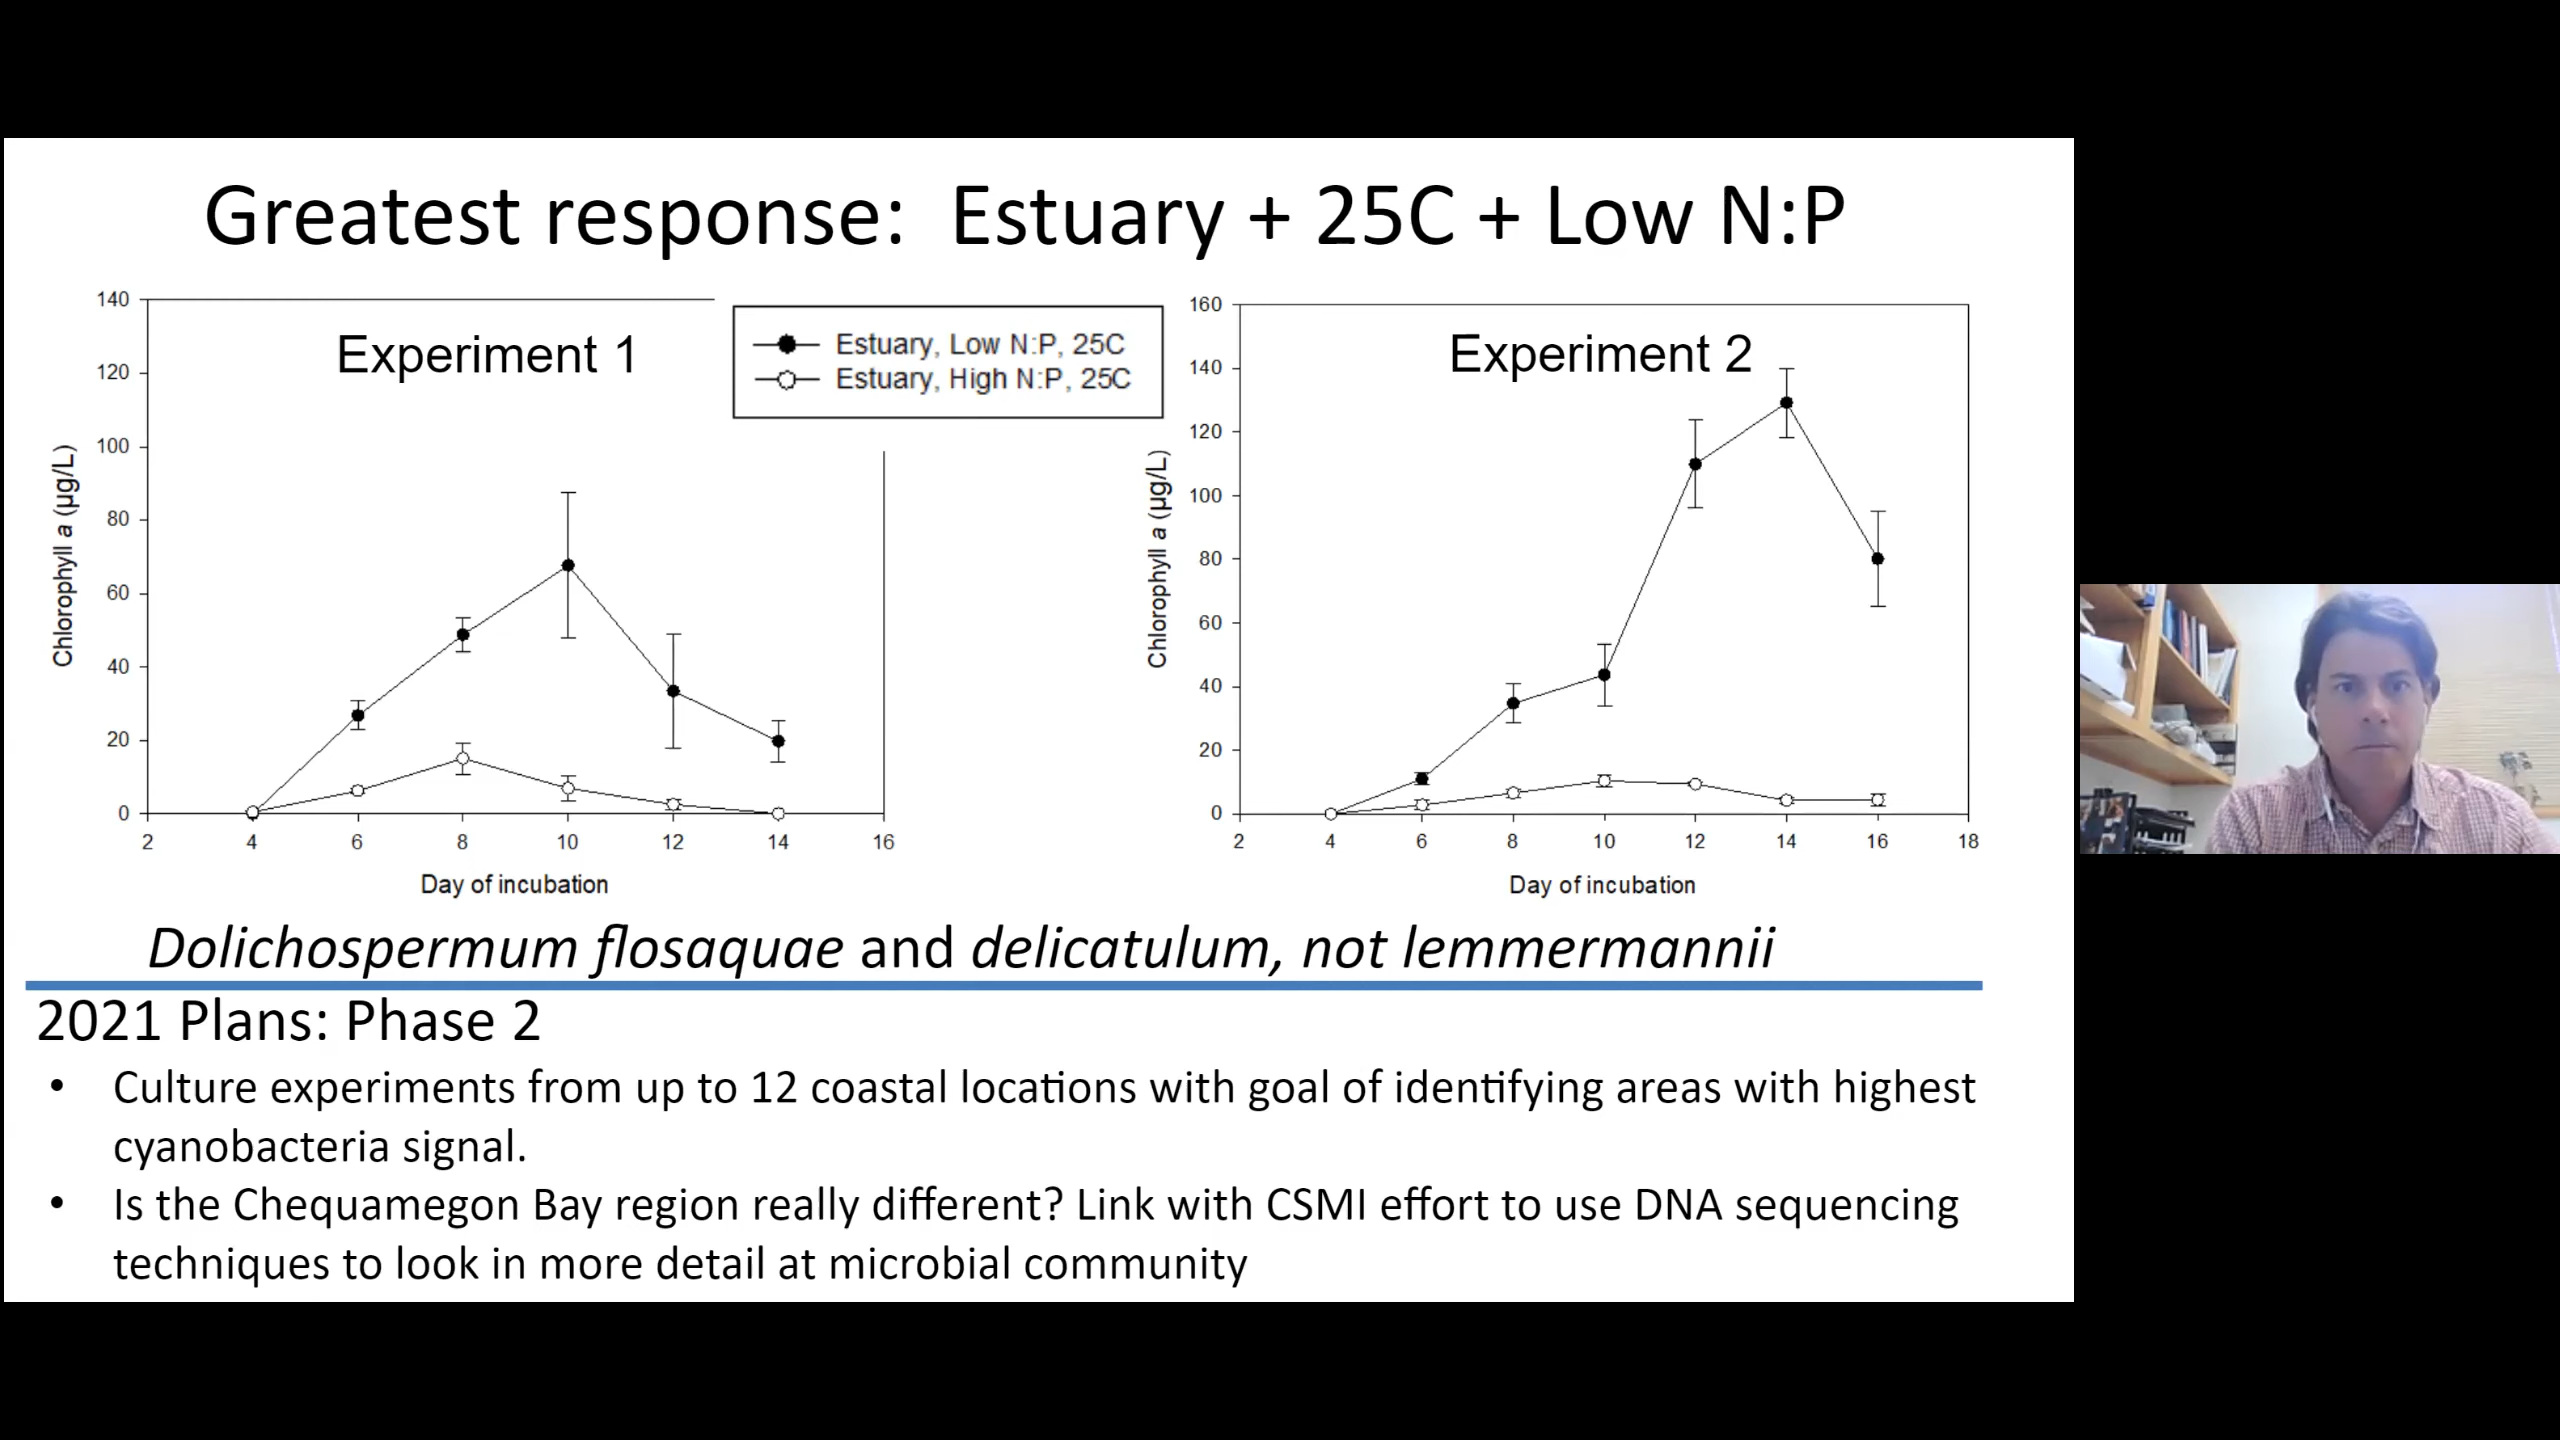 Greatest response: Estuary + 25C + Low N:P
Experiment 1
140
120
100
80
60
40
20
0
Chlorophyll a (µg/L)
2 4 6 8 10 12 14 16
Day of incubation
Estuary, Low N:P, 25C
Estuary, High N:P, 25C
Experiment 2
160
140
120
100
80
60
40
20
0
Chlorophyll a (µg/L)
2 4 6 8 10 12 14 16 18
Day of incubation
Dolichospermum flosaquae and delicatulum, not lemmermannii
2021 Plans: Phase 2
• Culture experiments from up to 12 coastal locations with goal of identifying areas with highest
cyanobacteria signal.
• Is the Chequamegon Bay region really different? Link with CSMI effort to use DNA sequencing
techniques to look in more detail at microbial community